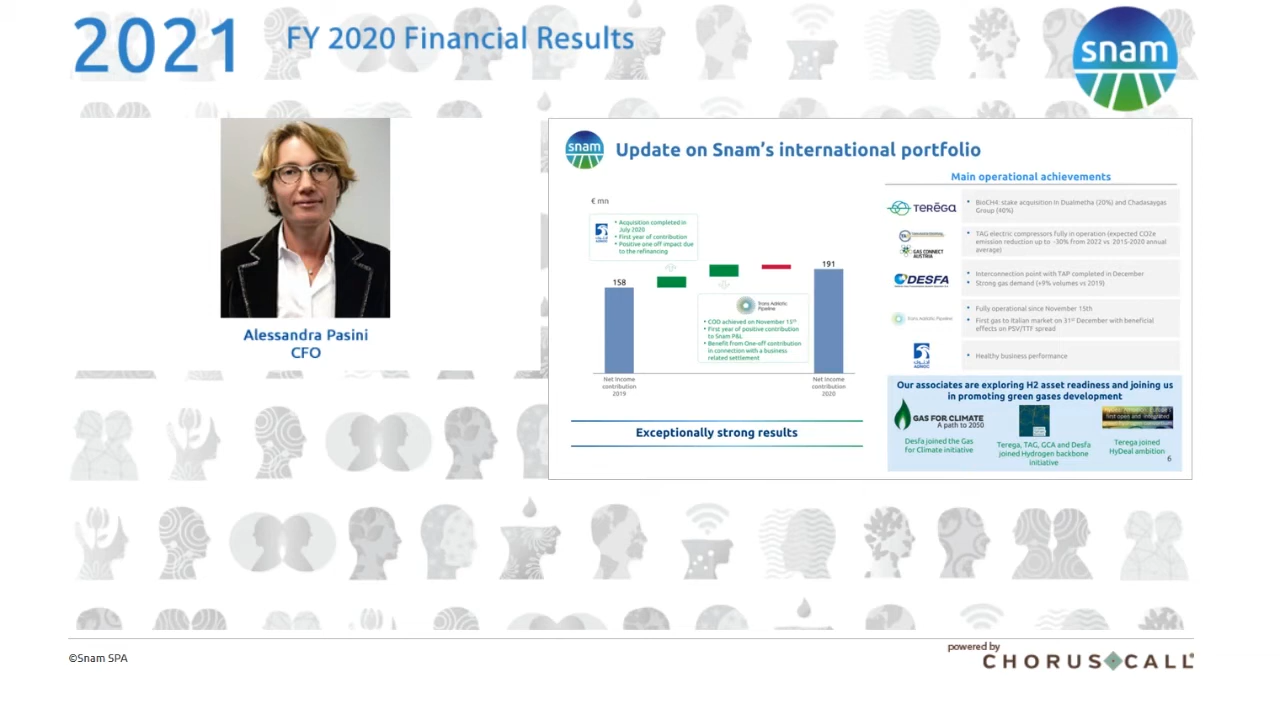 2021
FY 2020 Financial Results
snam
Alessandra Pasini
CFO
snam
Update on Snam's international portfolio
€ mn
• Acquisition completed in
July 2020
• First year of contribution
• Positive one off impact due
to the refinancing
158
191
Trans Adriatic
Pipeline
• COD achieved on November 15th
• First year of positive contribution
to Snam P&L
• Benefit from One-off contribution
in connection with a business
related settlement
Net Income
contribution
2019
Net Income
contribution
2020
Exceptionally strong results
Main operational achievements
TERĒGA
• BioCH4: stake acquisition in Dualmetha (20%) and Chadasaygas
Group (40%)
GAS CONNECT
AUSTRIA
• TAG electric compressors fully in operation (expected CO2e
emission reduction up to -30% from 2022 vs 2015-2020 annual
average)
DESFA
• Interconnection point with TAP completed in December
• Strong gas demand (+9% volumes vs 2019)
Trans Adriatic Pipeline
• Fully operational since November 15th
• First gas to Italian market on 31st December with beneficial
effects on PSV/TTF spread
أدنوك
ADNOC
• Healthy business performance
Our associates are exploring H2 asset readiness and joining us
in promoting green gases development
GAS FOR CLIMATE
A path to 2050
Desfa joined the Gas
for Climate initiative
Terega, TAG, GCA and Desfa
joined Hydrogen backbone
initiative
Terega joined
HyDeal ambition
6
©Snam SPA
powered by
CHORUS CALL